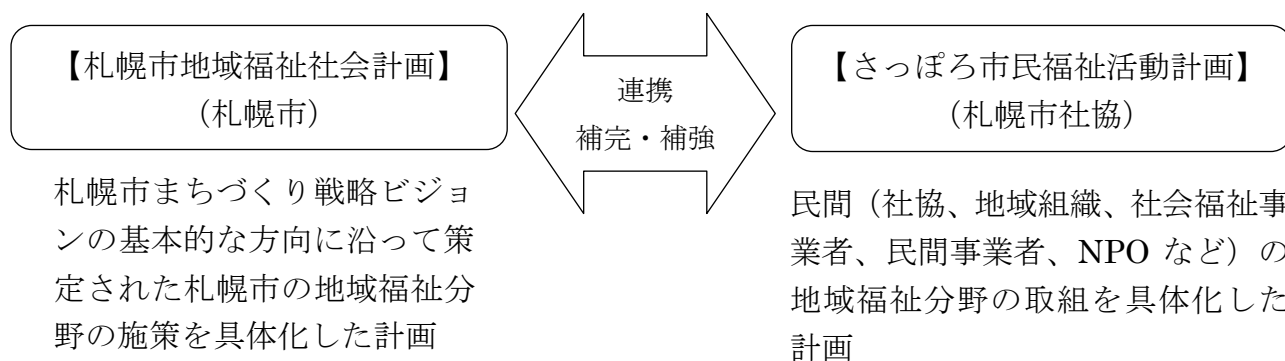 【札幌市地域福祉社会計画】
（札幌市）
連携
補完・補強
【さっぽろ市民福祉活動計画】
（札幌市社協）
札幌市まちづくり戦略ビジョ
ンの基本的な方向に沿って策
定された札幌市の地域福祉分
野の施策を具体化した計画
民間（社協、地域組織、社会福祉事
業者、民間事業者、NPO など）の
地域福祉分野の取組を具体化した
計画